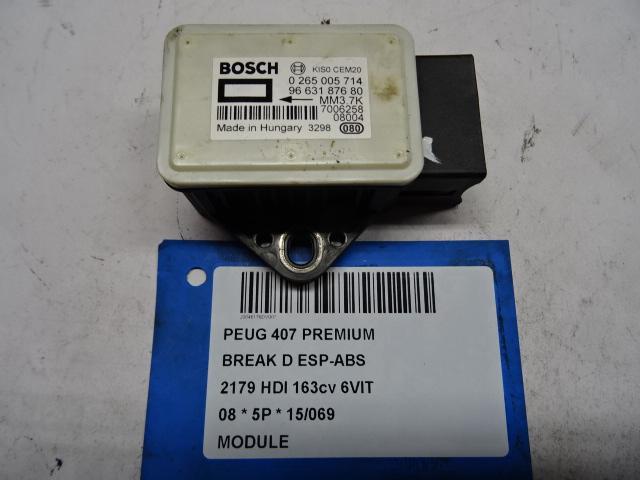 BOSCH KIS0 CEM20
0 265 005 714
96 631 876 80
MM3.7K
7006258
08004
Made in Hungary 3298 080
PEUG 407 PREMIUM
BREAK D ESP-ABS
2179 HDI 163cv 6VIT
08 * 5P * 15/069
MODULE